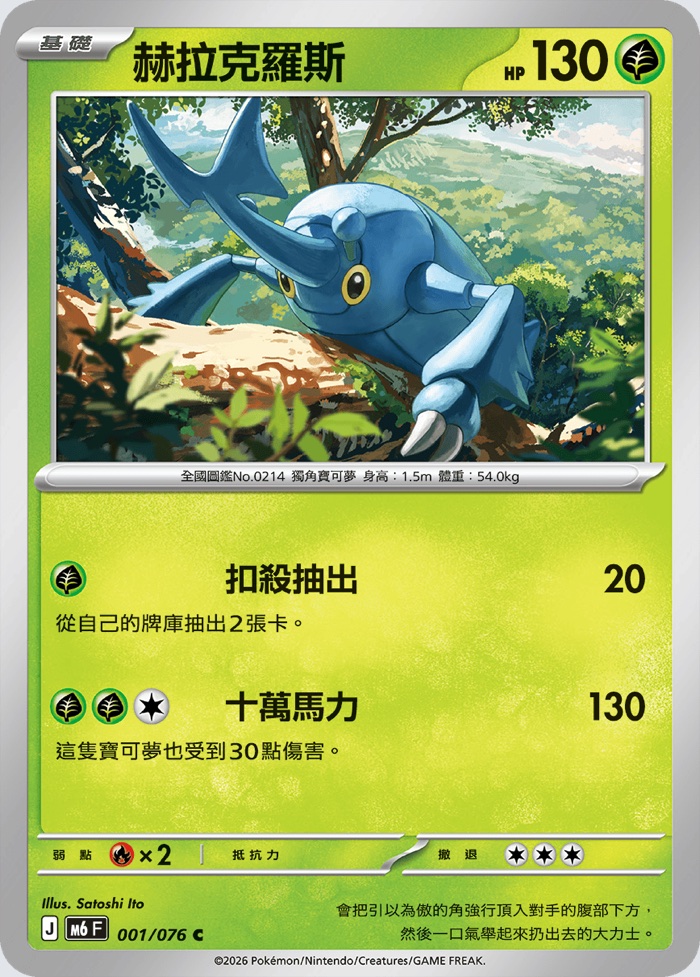 基礎
赫拉克羅斯
HP 130
全國圖鑑No.0214 獨角寶可夢 身高：1.5m 體重：54.0kg
扣殺抽出 20
從自己的牌庫抽出2張卡。
十萬馬力 130
這隻寶可夢也受到30點傷害。
弱點 ×2 抵抗力 撤退
Illus. Satoshi Ito
J M6 F 001/076 C
會把引以為傲的角強行頂入對手的腹部下方，
然後一口氣舉起來扔出去的大力士。
©2026 Pokémon/Nintendo/Creatures/GAME FREAK.